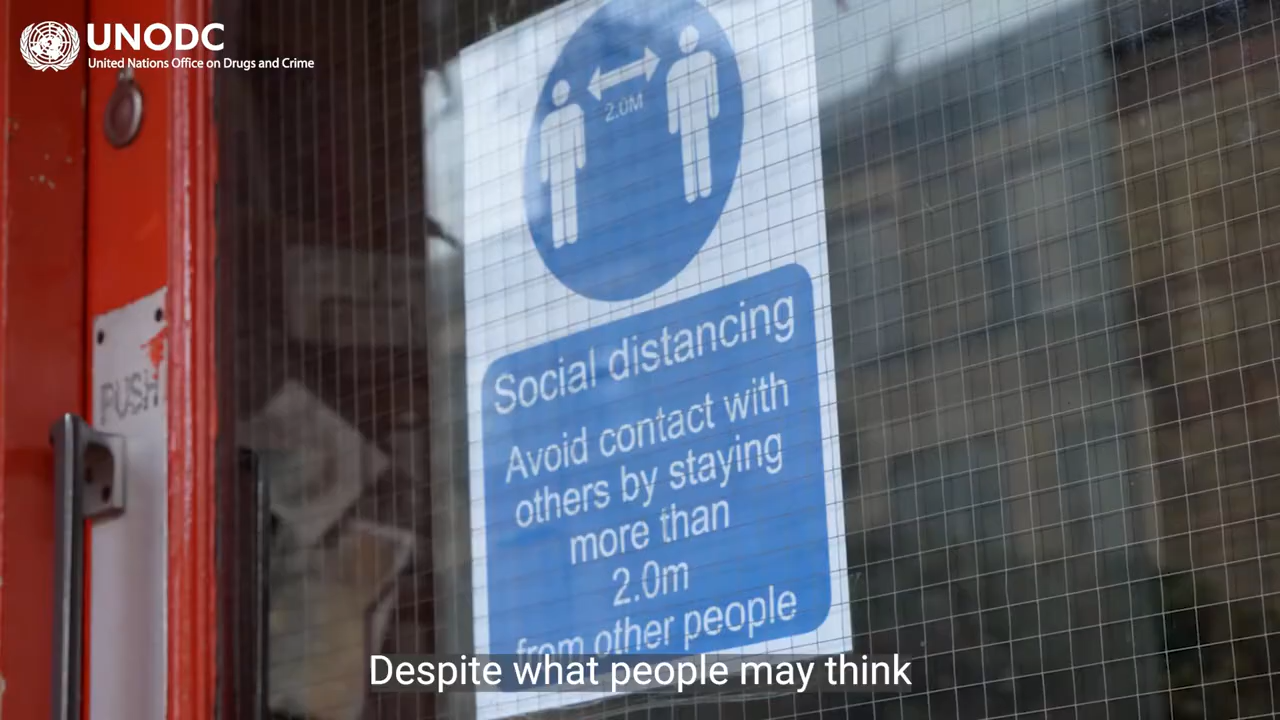 UNODC
United Nations Office on Drugs and Crime
2.0M
PUSH
Social distancing
Avoid contact with
others by staying
more than
2.0m
from other people
Despite what people may think